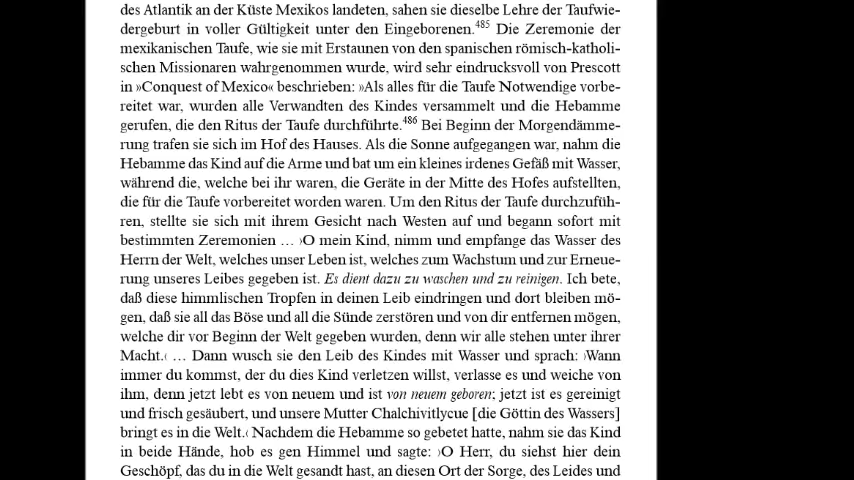 des Atlantik an der Küste Mexikos landeten, sahen sie dieselbe Lehre der Taufwie-
dergeburt in voller Gültigkeit unter den Eingeborenen.485 Die Zeremonie der
mexikanischen Taufe, wie sie mit Erstaunen von den spanischen römisch-katholi-
schen Missionaren wahrgenommen wurde, wird sehr eindrucksvoll von Prescott
in »Conquest of Mexico« beschrieben: »Als alles für die Taufe Notwendige vorbe-
reitet war, wurden alle Verwandten des Kindes versammelt und die Hebamme
gerufen, die den Ritus der Taufe durchführte.486 Bei Beginn der Morgendämme-
rung trafen sie sich im Hof des Hauses. Als die Sonne aufgegangen war, nahm die
Hebamme das Kind auf die Arme und bat um ein kleines irdenes Gefäß mit Wasser,
während die, welche bei ihr waren, die Geräte in der Mitte des Hofes aufstellten,
die für die Taufe vorbereitet worden waren. Um den Ritus der Taufe durchzufüh-
ren, stellte sie sich mit ihrem Gesicht nach Westen auf und begann sofort mit
bestimmten Zeremonien … ›O mein Kind, nimm und empfange das Wasser des
Herrn der Welt, welches unser Leben ist, welches zum Wachstum und zur Erneue-
rung unseres Leibes gegeben ist. Es dient dazu zu waschen und zu reinigen. Ich bete,
daß diese himmlischen Tropfen in deinen Leib eindringen und dort bleiben mö-
gen, daß sie all das Böse und all die Sünde zerstören und von dir entfernen mögen,
welche dir vor Beginn der Welt gegeben wurden, denn wir alle stehen unter ihrer
Macht.‹ … Dann wusch sie den Leib des Kindes mit Wasser und sprach: ›Wann
immer du kommst, der du dies Kind verletzen willst, verlasse es und weiche von
ihm, denn jetzt lebt es von neuem und ist von neuem geboren; jetzt ist es gereinigt
und frisch gesäubert, und unsere Mutter Chalchivitlycue [die Göttin des Wassers]
bringt es in die Welt.‹ Nachdem die Hebamme so gebetet hatte, nahm sie das Kind
in beide Hände, hob es gen Himmel und sagte: ›O Herr, du siehst hier dein
Geschöpf, das du in die Welt gesandt hast, an diesen Ort der Sorge, des Leides und